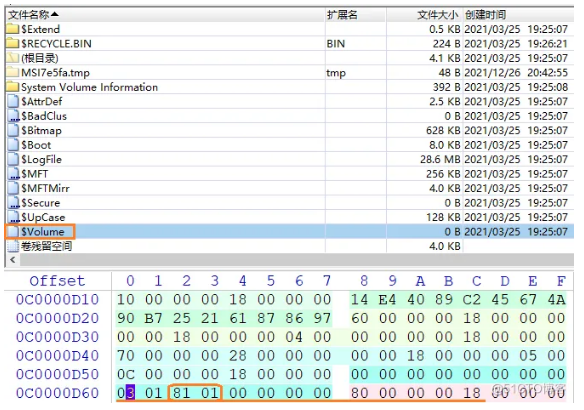 文件名称 扩展名 文件大小 创建时间
$Extend 0.5 KB 2021/03/25 19:25:07
$RECYCLE.BIN BIN 224 B 2021/03/25 19:26:21
(根目录) 4.1 KB 2021/03/25 19:25:07
MSI7e5fa.tmp tmp 48 B 2021/12/26 20:42:55
System Volume Information 392 B 2021/03/25 19:25:08
$AttrDef 2.5 KB 2021/03/25 19:25:07
$BadClus 0 B 2021/03/25 19:25:07
$Bitmap 628 KB 2021/03/25 19:25:07
$Boot 8.0 KB 2021/03/25 19:25:07
$LogFile 28.6 MB 2021/03/25 19:25:07
$MFT 256 KB 2021/03/25 19:25:07
$MFTMirr 4.0 KB 2021/03/25 19:25:07
$Secure 0 B 2021/03/25 19:25:07
$UpCase 128 KB 2021/03/25 19:25:07
$Volume 0 B 2021/03/25 19:25:07
卷残留空间 4.0 KB
Offset 0 1 2 3 4 5 6 7 8 9 A B C D E F
0C0000D10 10 00 00 00 18 00 00 00 14 E4 40 89 C2 45 67 4A
0C0000D20 90 B7 25 21 61 87 86 97 60 00 00 00 18 00 00 00
0C0000D30 00 00 18 00 00 00 04 00 00 00 00 00 18 00 00 00
0C0000D40 70 00 00 00 28 00 00 00 00 00 18 00 00 00 05 00
0C0000D50 0C 00 00 00 18 00 00 00 00 00 00 00 00 00 00 00
0C0000D60 03 01 81 01 00 00 00 00 80 00 00 00 18 00 00 00
@51CTO博客